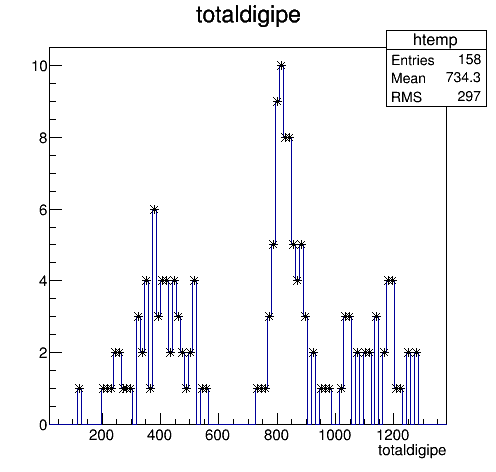 totaldigipe
htemp
Entries 158
Mean 734.3
RMS 297
10
8
6
4
2
0
200 400 600 800 1000 1200
totaldigipe